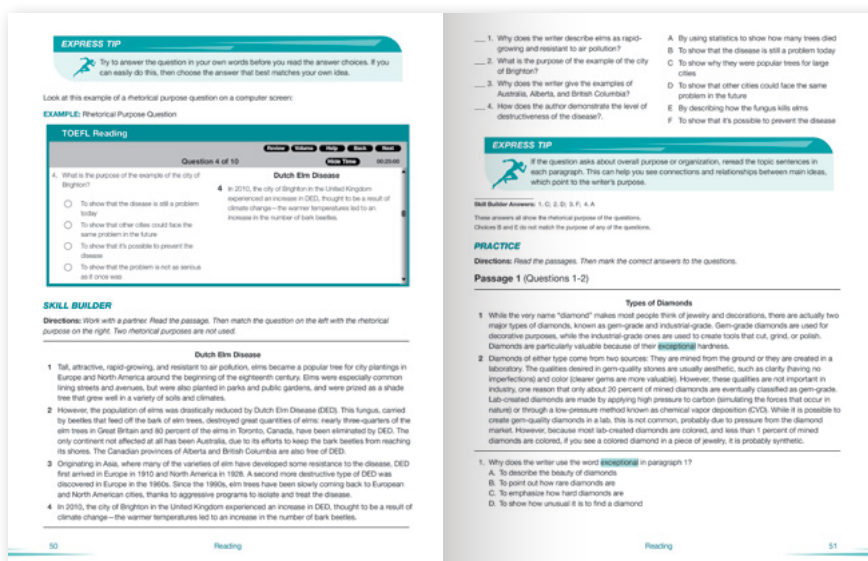 EXPRESS TIP
Try to answer the question in your own words before you read the answer choices. If you
can easily do this, then choose the answer that best matches your own idea.
Look at this example of a rhetorical purpose question on a computer screen:
EXAMPLE: Rhetorical Purpose Question
TOEFL Reading
Review Volume Help Back Next
Question 4 of 10 Hide Time 00:20:00
4. What is the purpose of the example of the city of
Brighton?
To show that the disease is still a problem
today
To show that other cities could face the
same problem in the future
To show that it's possible to prevent the
disease
To show that the problem is not as serious
as it once was
Dutch Elm Disease
4 In 2010, the city of Brighton in the United Kingdom
experienced an increase in DED, thought to be a result of
climate change—the warmer temperatures led to an
increase in the number of bark beetles.
SKILL BUILDER
Directions: Work with a partner. Read the passage. Then match the question on the left with the rhetorical
purpose on the right. Two rhetorical purposes are not used.
Dutch Elm Disease
1 Tall, attractive, rapid-growing, and resistant to air pollution, elms became a popular tree for city plantings in
Europe and North America around the beginning of the eighteenth century. Elms were especially common
lining streets and avenues, but were also planted in parks and public gardens, and were prized as a shade
tree that grew well in a variety of soils and climates.
2 However, the population of elms was drastically reduced by Dutch Elm Disease (DED). This fungus, carried
by beetles that feed off the bark of elm trees, destroyed great quantities of elms: nearly three-quarters of the
elm trees in Great Britain and 80 percent of the elms in Toronto, Canada, have been eliminated by DED. The
only continent not affected at all has been Australia, due to its efforts to keep the bark beetles from reaching
its shores. The Canadian provinces of Alberta and British Columbia are also free of DED.
3 Originating in Asia, where many of the varieties of elm have developed some resistance to the disease, DED
first arrived in Europe in 1910 and North America in 1928. A second more destructive type of DED was
discovered in Europe in the 1960s. Since the 1990s, elm trees have been slowly coming back to European
and North American cities, thanks to aggressive programs to isolate and treat the disease.
4 In 2010, the city of Brighton in the United Kingdom experienced an increase in DED, thought to be a result of
climate change—the warmer temperatures led to an increase in the number of bark beetles.
50 Reading
___ 1. Why does the writer describe elms as rapid-
growing and resistant to air pollution?
___ 2. What is the purpose of the example of the city
of Brighton?
___ 3. Why does the writer give the examples of
Australia, Alberta, and British Columbia?
___ 4. How does the author demonstrate the level of
destructiveness of the disease?.
A By using statistics to show how many trees died
B To show that the disease is still a problem today
C To show why they were popular trees for large
cities
D To show that other cities could face the same
problem in the future
E By describing how the fungus kills elms
F To show that it's possible to prevent the disease
EXPRESS TIP
If the question asks about overall purpose or organization, reread the topic sentences in
each paragraph. This can help you see connections and relationships between main ideas,
which point to the writer's purpose.
Skill Builder Answers: 1. C; 2. D; 3. F; 4. A
These answers all show the rhetorical purpose of the questions.
Choices B and E do not match the purpose of any of the questions.
PRACTICE
Directions: Read the passages. Then mark the correct answers to the questions.
Passage 1 (Questions 1-2)
Types of Diamonds
1 While the very name "diamond" makes most people think of jewelry and decorations, there are actually two
major types of diamonds, known as gem-grade and industrial-grade. Gem-grade diamonds are used for
decorative purposes, while the industrial-grade ones are used to create tools that cut, grind, or polish.
Diamonds are particularly valuable because of their exceptional hardness.
2 Diamonds of either type come from two sources: They are mined from the ground or they are created in a
laboratory. The qualities desired in gem-quality stones are usually aesthetic, such as clarity (having no
imperfections) and color (clearer gems are more valuable). However, these qualities are not important in
industry, one reason that only about 20 percent of mined diamonds are eventually classified as gem-grade.
Lab-created diamonds are made by applying high pressure to carbon (simulating the forces that occur in
nature) or through a low-pressure method known as chemical vapor deposition (CVD). While it is possible to
create gem-quality diamonds in a lab, this is not common, probably due to pressure from the diamond
market. However, because most lab-created diamonds are colored, and less than 1 percent of mined
diamonds are colored, if you see a colored diamond in a piece of jewelry, it is probably synthetic.
1. Why does the writer use the word exceptional in paragraph 1?
A. To describe the beauty of diamonds
B. To point out how rare diamonds are
C. To emphasize how hard diamonds are
D. To show how unusual it is to find a diamond
Reading 51